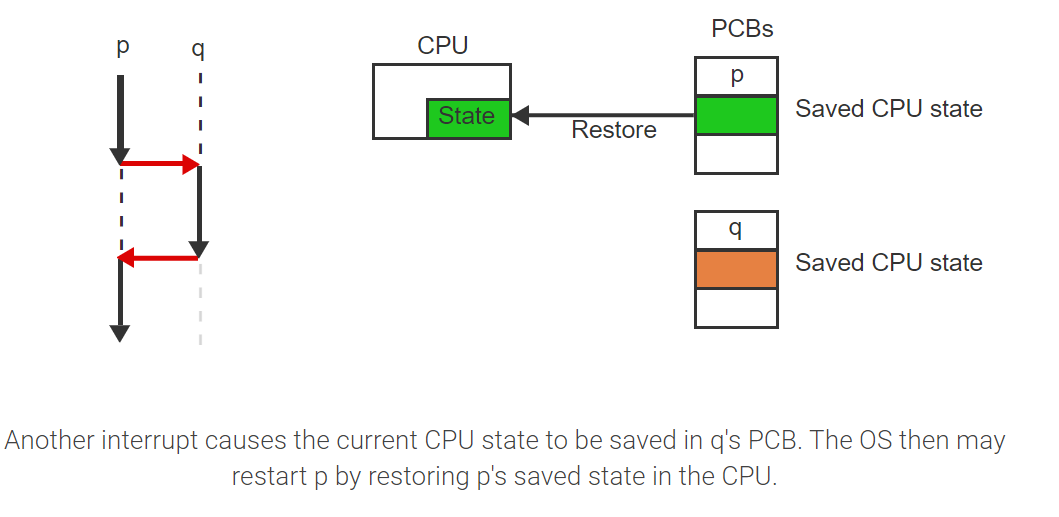 p
q
CPU
State
Restore
PCBs
p
Saved CPU state
q
Saved CPU state
Another interrupt causes the current CPU state to be saved in q's PCB. The OS then may
restart p by restoring p's saved state in the CPU.